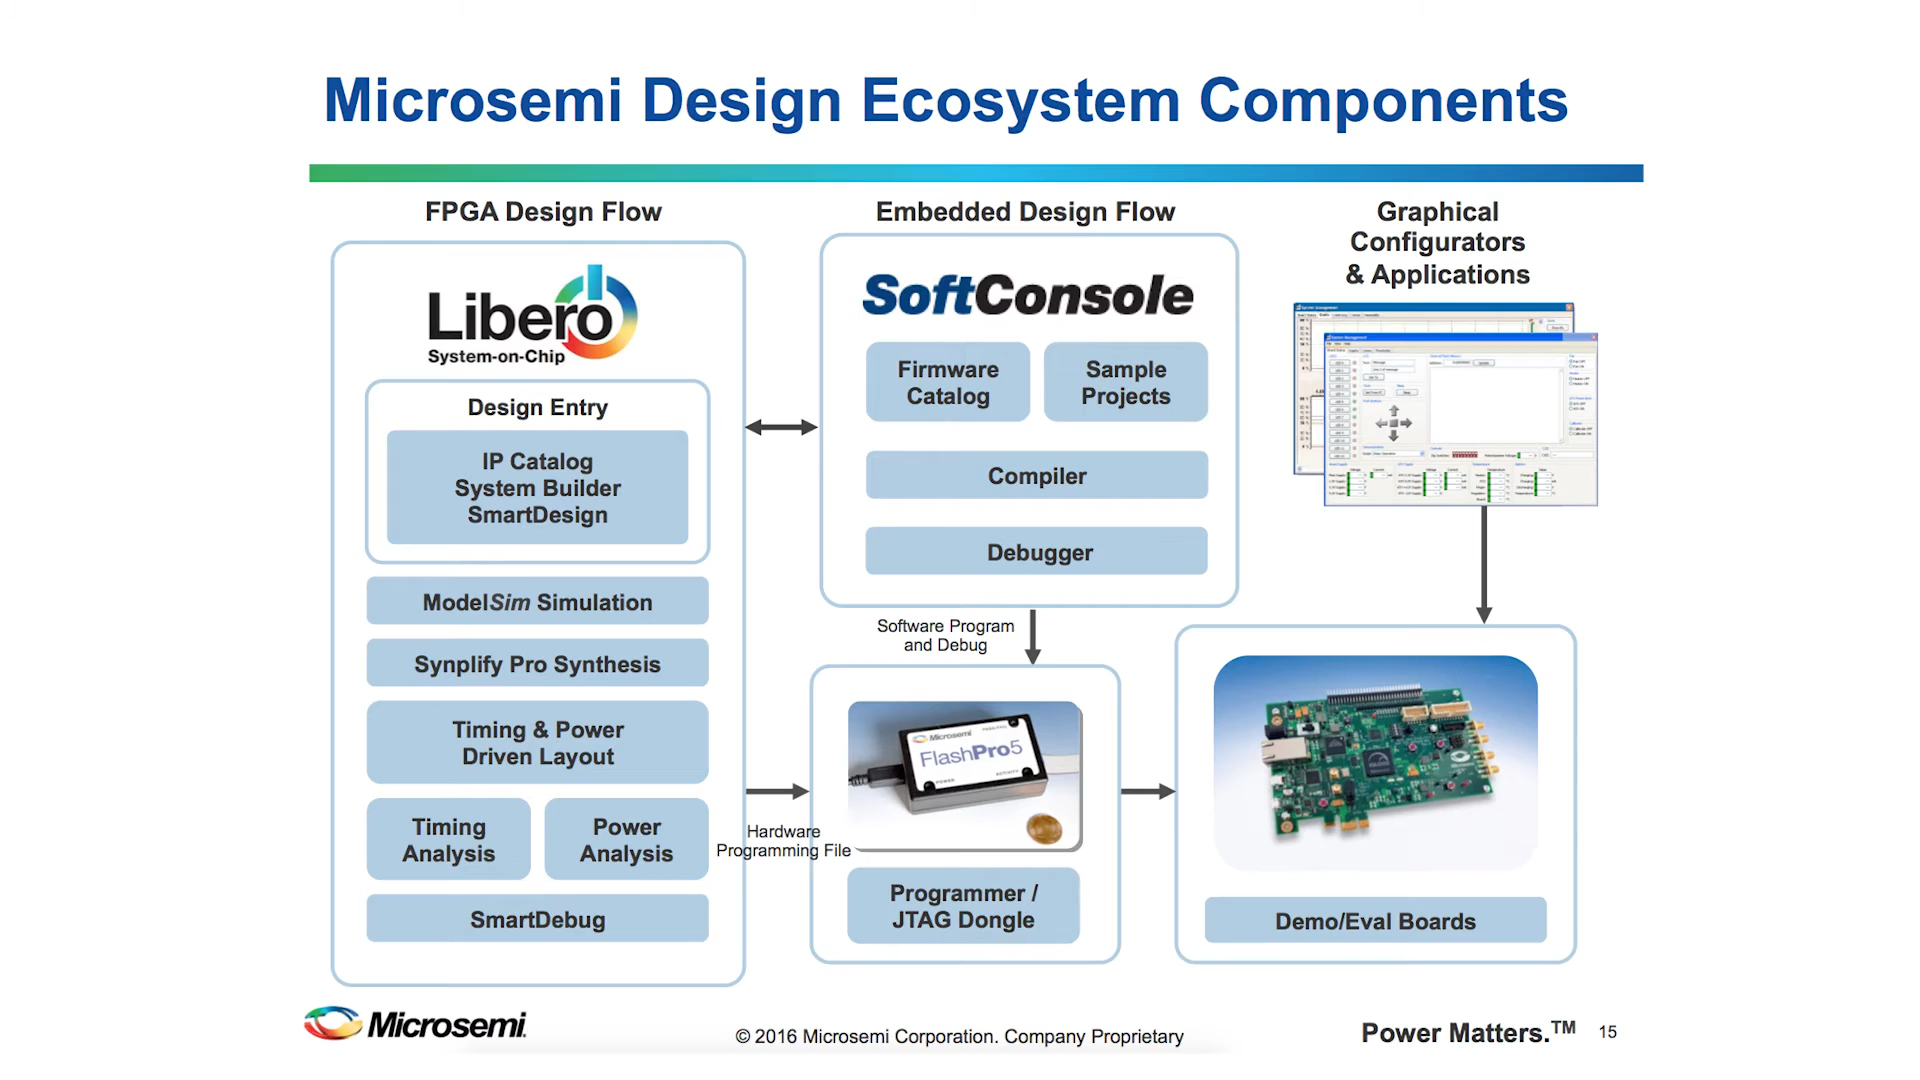 Microsemi Design Ecosystem Components
FPGA Design Flow
Libero
System-on-Chip
Design Entry
IP Catalog
System Builder
SmartDesign
ModelSim Simulation
Synplify Pro Synthesis
Timing & Power
Driven Layout
Timing
Analysis
Power
Analysis
SmartDebug
Embedded Design Flow
SoftConsole
Firmware
Catalog
Sample
Projects
Compiler
Debugger
Software Program
and Debug
Hardware
Programming File
Microsemi
FlashPro5
POWER
Programmer /
JTAG Dongle
Graphical
Configurators
& Applications
Demo/Eval Boards
Microsemi
© 2016 Microsemi Corporation. Company Proprietary
Power Matters.™
15